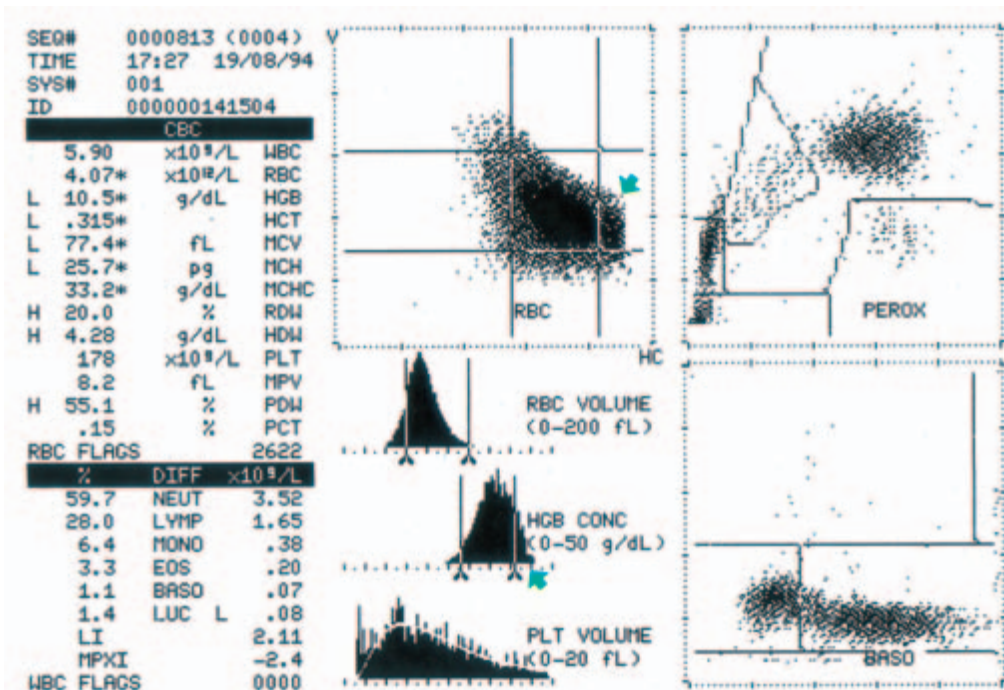 SEQ# 0000813 (0004)
TIME 17:27 19/08/94
SYS# 001
ID 000000141504
CBC
5.90 x10⁹/L WBC
4.07* x10¹²/L RBC
L 10.5* g/dL HGB
L .315* HCT
L 77.4* fL MCV
L 25.7* pg MCH
33.2* g/dL MCHC
H 20.0 % RDW
H 4.28 g/dL HDW
178 x10⁹/L PLT
8.2 fL MPV
H 55.1 % PDW
.15 % PCT
RBC FLAGS 2622
% DIFF x10⁹/L
59.7 NEUT 3.52
28.0 LYMP 1.65
6.4 MONO .38
3.3 EOS .20
1.1 BASO .07
1.4 LUC L .08
LI 2.11
MPXI -2.4
WBC FLAGS 0000
V
RBC
HC
RBC VOLUME
(0-200 fL)
HGB CONC
(0-50 g/dL)
PLT VOLUME
(0-20 fL)
PEROX
BASO